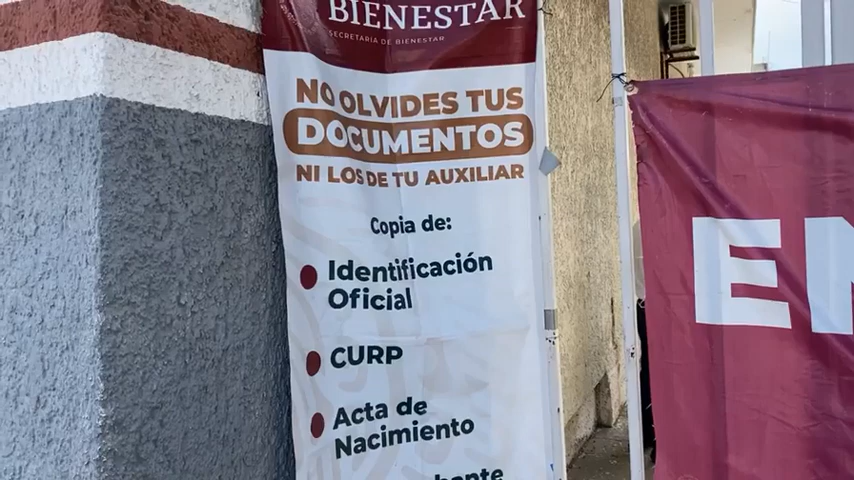 BIENESTAR
SECRETARÍA DE BIENESTAR
NO OLVIDES TUS
DOCUMENTOS
NI LOS DE TU AUXILIAR
Copia de:
Identificación
Oficial
CURP
Acta de
Nacimiento
EN